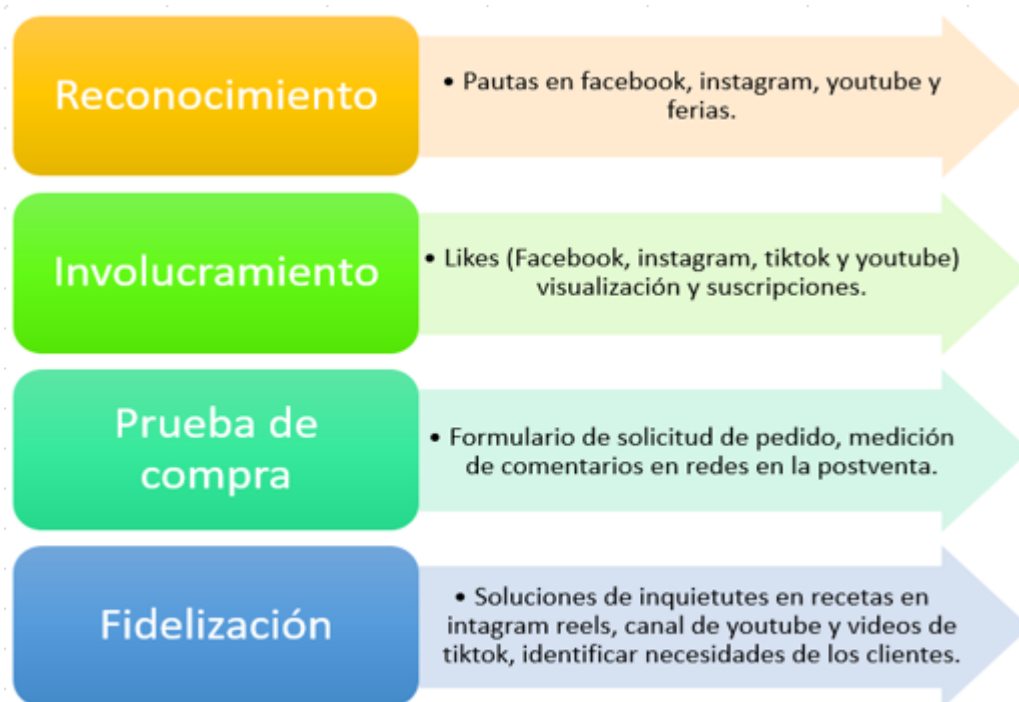 Reconocimiento
• Pautas en facebook, instagram, youtube y
ferias.
Involucramiento
• Likes (Facebook, instagram, tiktok y youtube)
visualización y suscripciones.
Prueba de
compra
• Formulario de solicitud de pedido, medición
de comentarios en redes en la postventa.
Fidelización
• Soluciones de inquietutes en recetas en
intagram reels, canal de youtube y videos de
tiktok, identificar necesidades de los clientes.